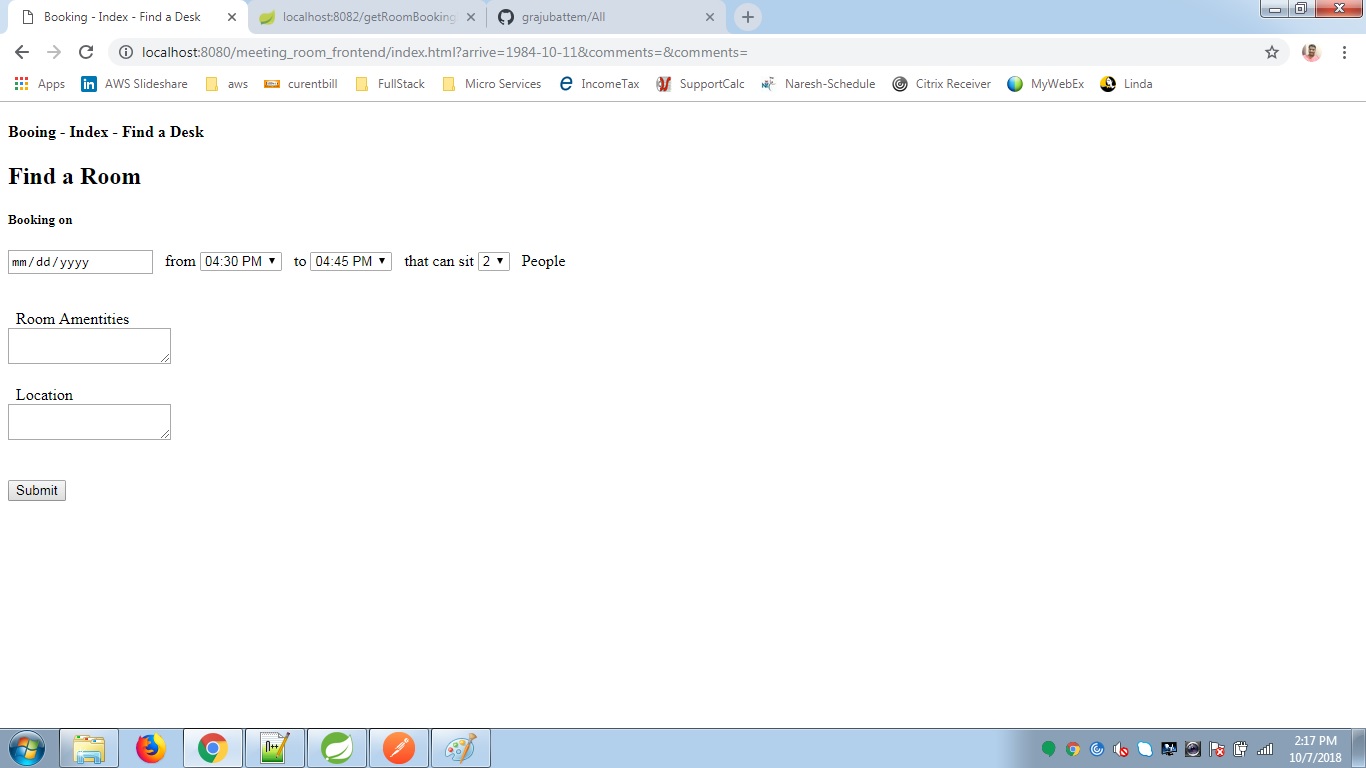 Booking - Index - Find a Desk
localhost:8082/getRoomBooking
grajubattem/All
localhost:8080/meeting_room_frontend/index.html?arrive=1984-10-11&comments=&comments=
Apps AWS Slideshare aws curentbill FullStack Micro Services IncomeTax SupportCalc Naresh-Schedule Citrix Receiver MyWebEx Linda
Booing - Index - Find a Desk
Find a Room
Booking on
mm/dd/yyyy from 04:30 PM to 04:45 PM that can sit 2 People
Room Amentities
Location
Submit
2:17 PM
10/7/2018